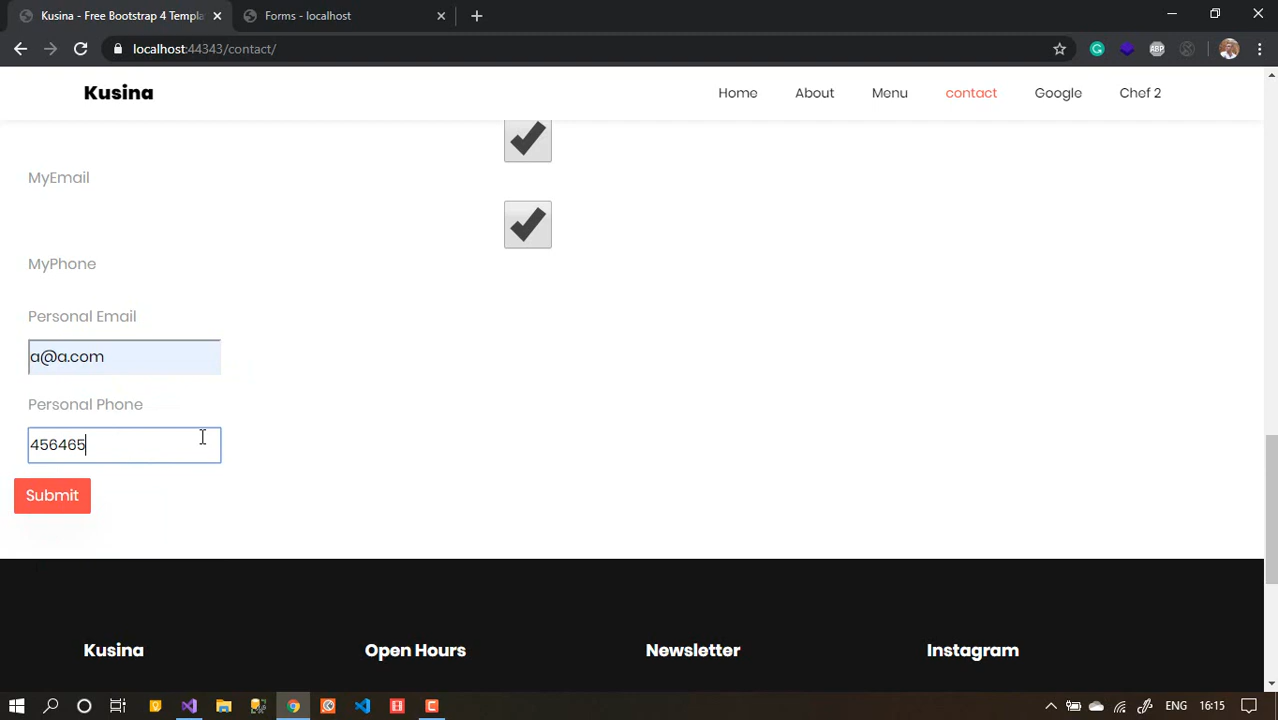 Kusina - Free Bootstrap 4 Templa
Forms - localhost
localhost:44343/contact/
ABP
Kusina
Home
About
Menu
contact
Google
Chef 2
MyEmail
MyPhone
Personal Email
a@a.com
Personal Phone
456465
Submit
Kusina
Open Hours
Newsletter
Instagram
ENG
16:15